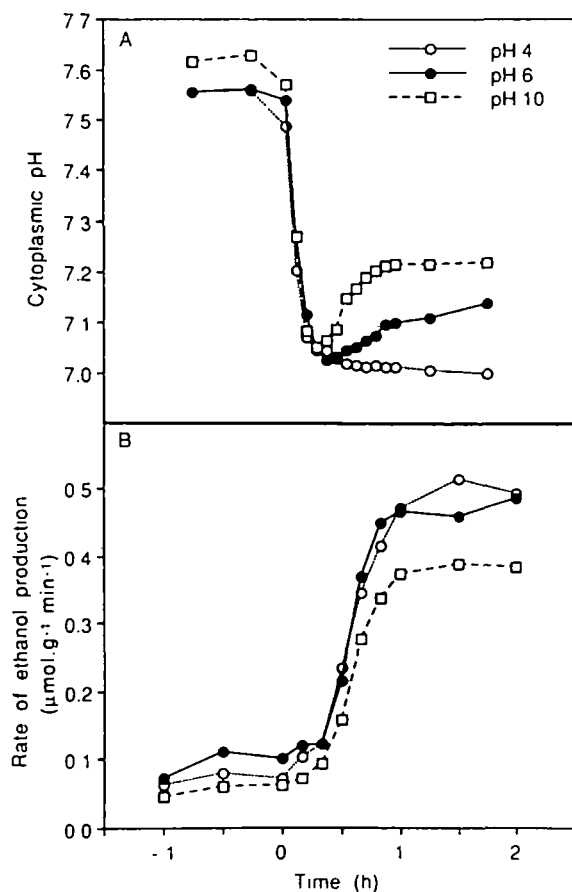 A
pH 4
pH 6
pH 10
7 7
7.6
7 5
7 4
7 3
7.2
7.1
7.0
Cytoplasmic pH
B
0 5
0 4
0.3
0.2
0 1
0 0
Rate of ethanol production
(μmol.g⁻¹ min⁻¹)
- 1
0
1
2
Time (h)